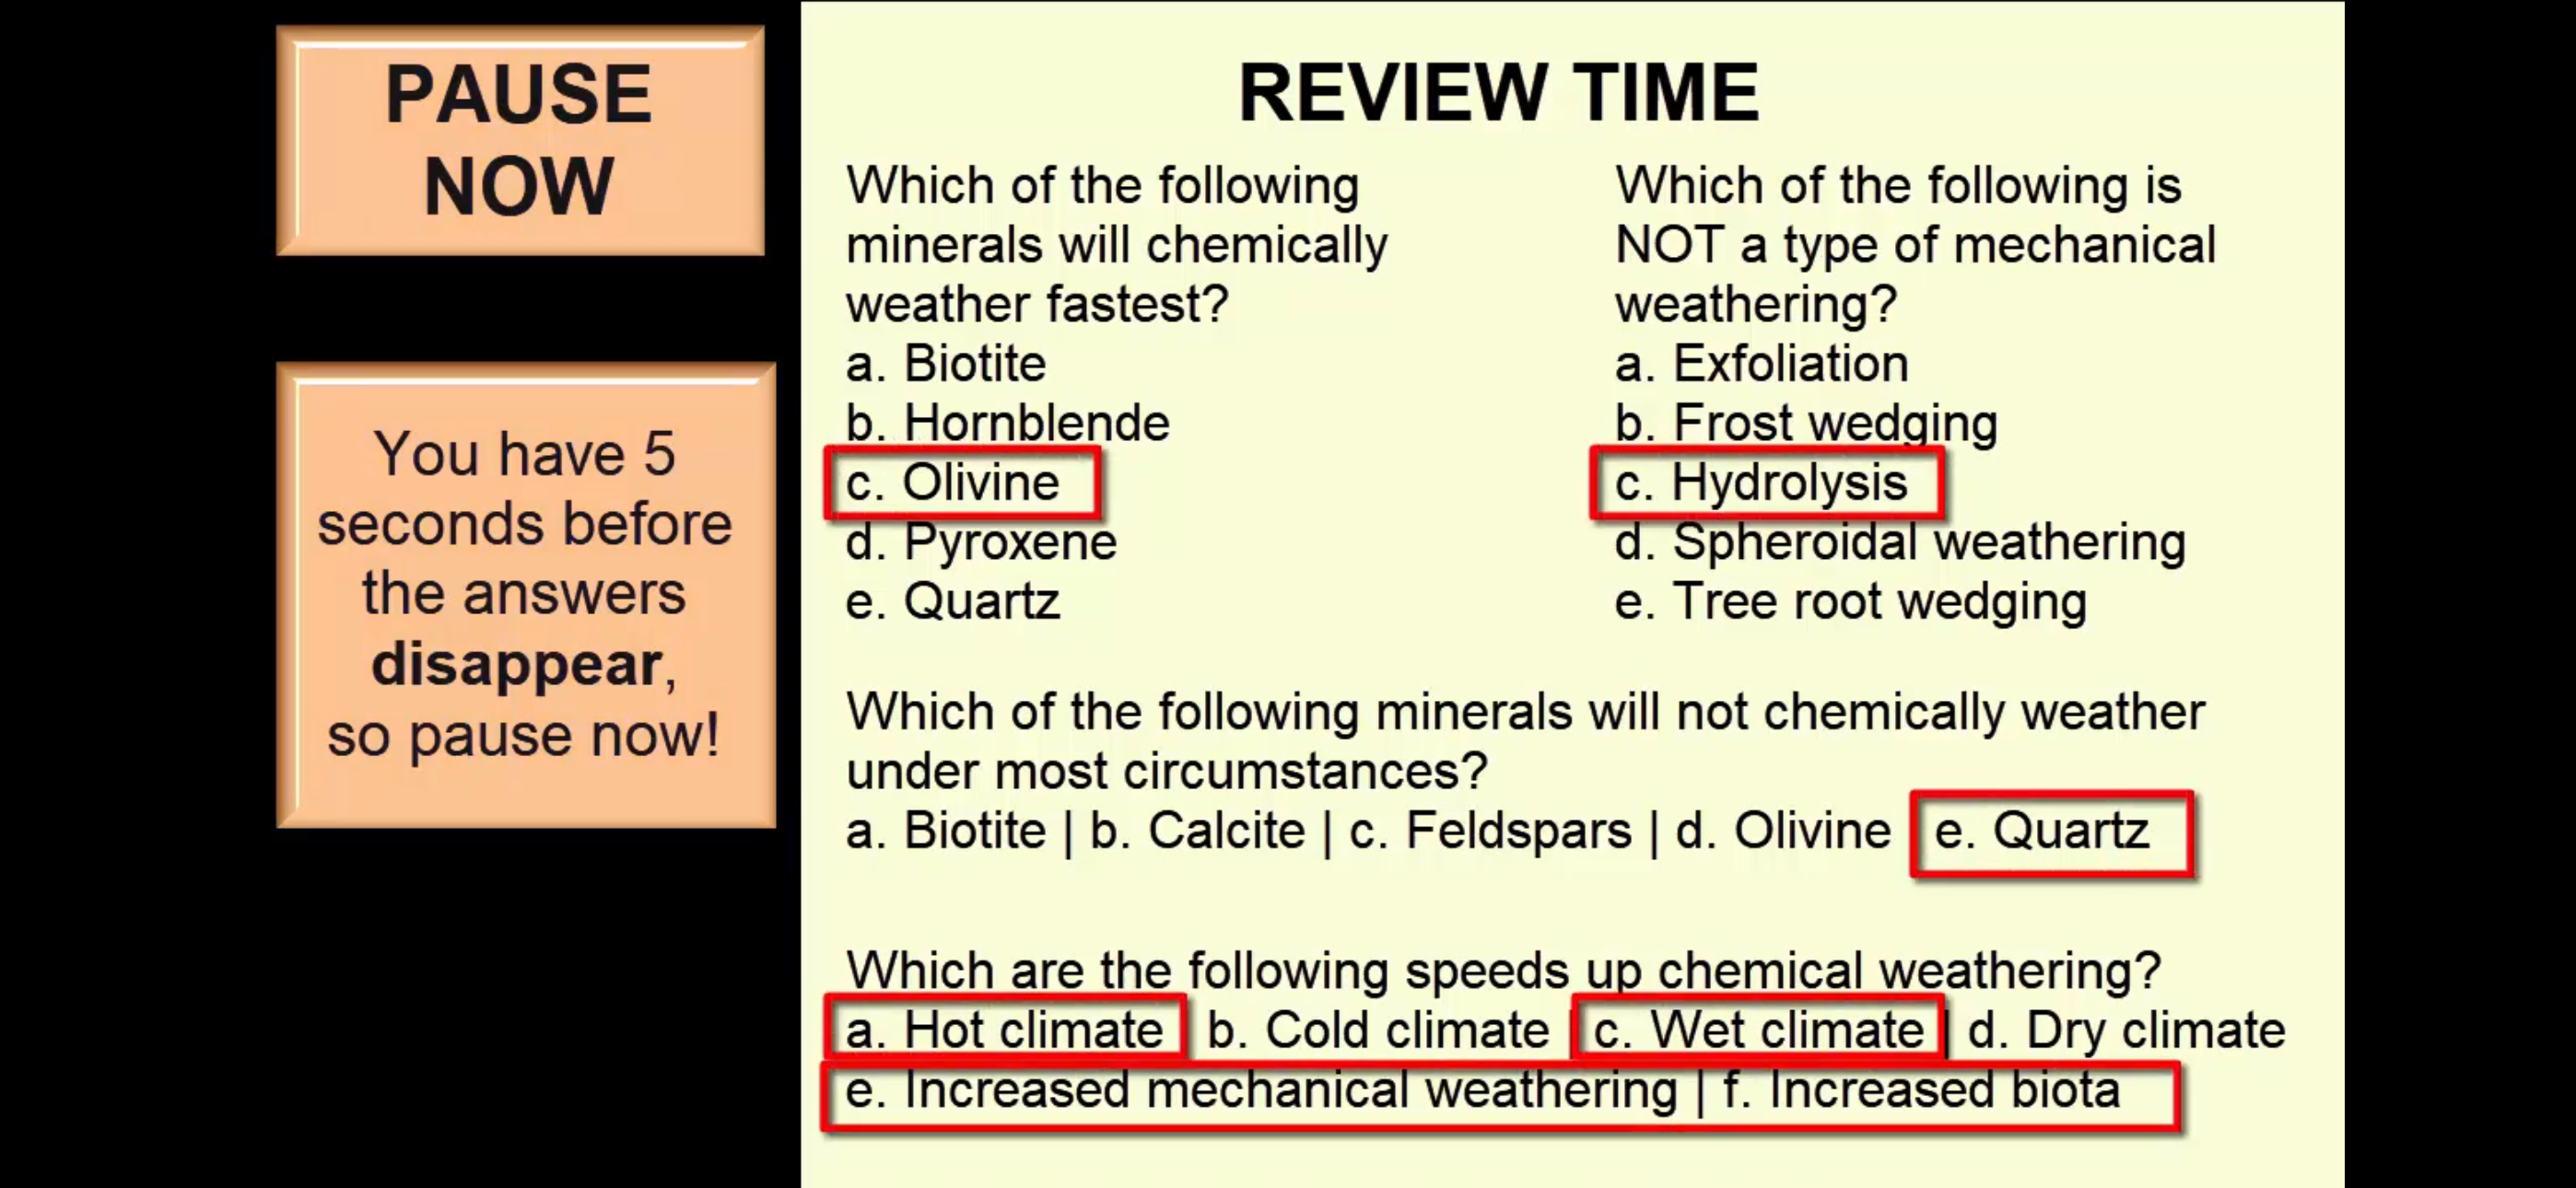 PAUSE
NOW
You have 5
seconds before
the answers
disappear,
so pause now!
REVIEW TIME
Which of the following
minerals will chemically
weather fastest?
a. Biotite
b. Hornblende
c. Olivine
d. Pyroxene
e. Quartz
Which of the following is
NOT a type of mechanical
weathering?
a. Exfoliation
b. Frost wedging
c. Hydrolysis
d. Spheroidal weathering
e. Tree root wedging
Which of the following minerals will not chemically weather
under most circumstances?
a. Biotite | b. Calcite | c. Feldspars | d. Olivine e. Quartz
Which are the following speeds up chemical weathering?
a. Hot climate b. Cold climate | c. Wet climate | d. Dry climate
e. Increased mechanical weathering | f. Increased biota